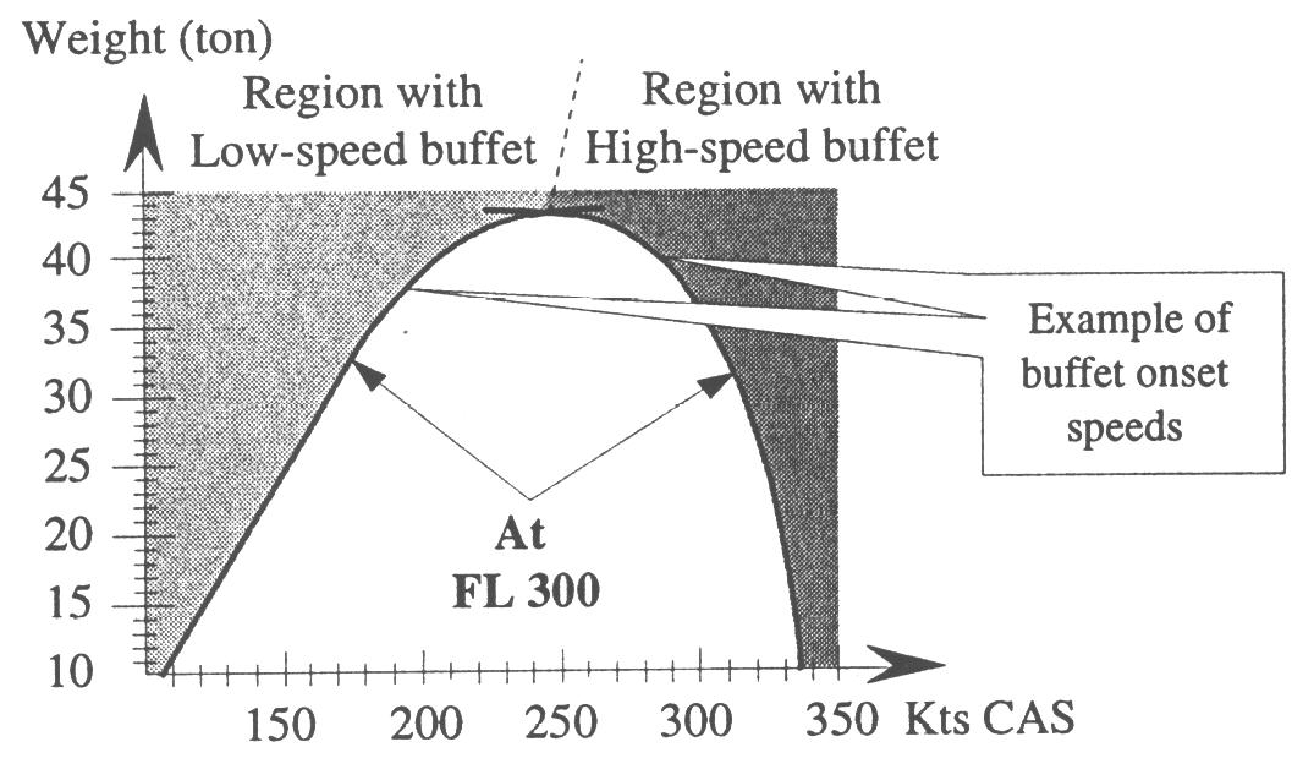 Weight (ton)
Region with
Low-speed buffet
Region with
High-speed buffet
45
40
35
30
25
20
15
10
Example of
buffet onset
speeds
At
FL 300
150 200 250 300 350 Kts CAS